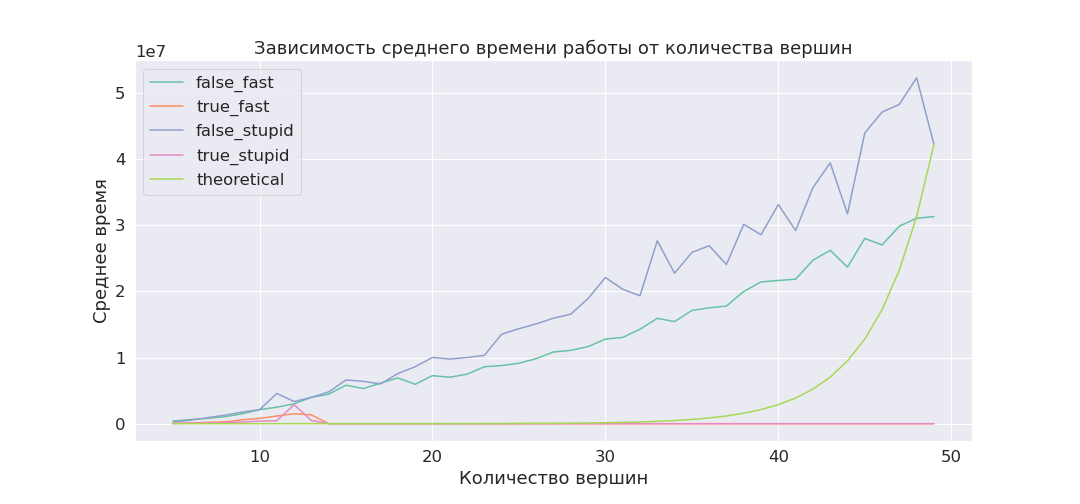 Зависимость среднего времени работы от количества вершин
1e7
false_fast
true_fast
false_stupid
true_stupid
theoretical
5
4
3
2
1
0
Среднее время
10 20 30 40 50
Количество вершин